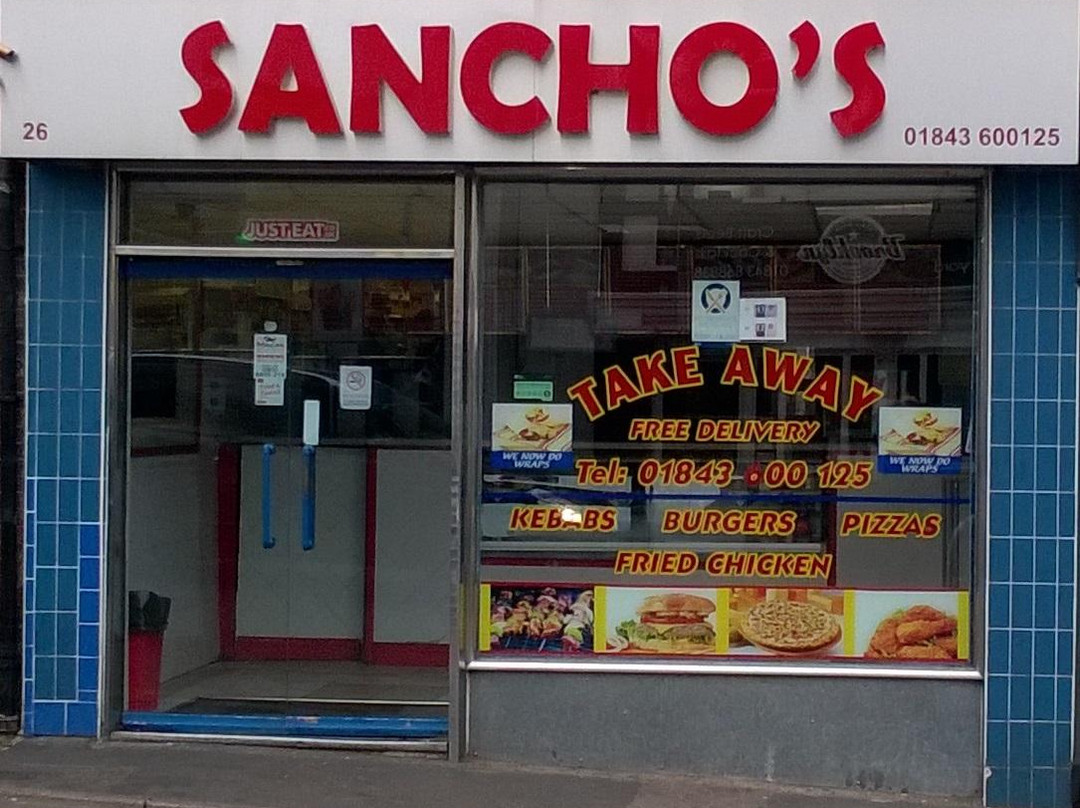 SANCHO'S
26
01843 600125
JUST EAT
TAKE AWAY
FREE DELIVERY
Tel: 01843 600 125
WE NOW DO
WRAPS
WE NOW DO
WRAPS
KEBABS BURGERS PIZZAS
FRIED CHICKEN